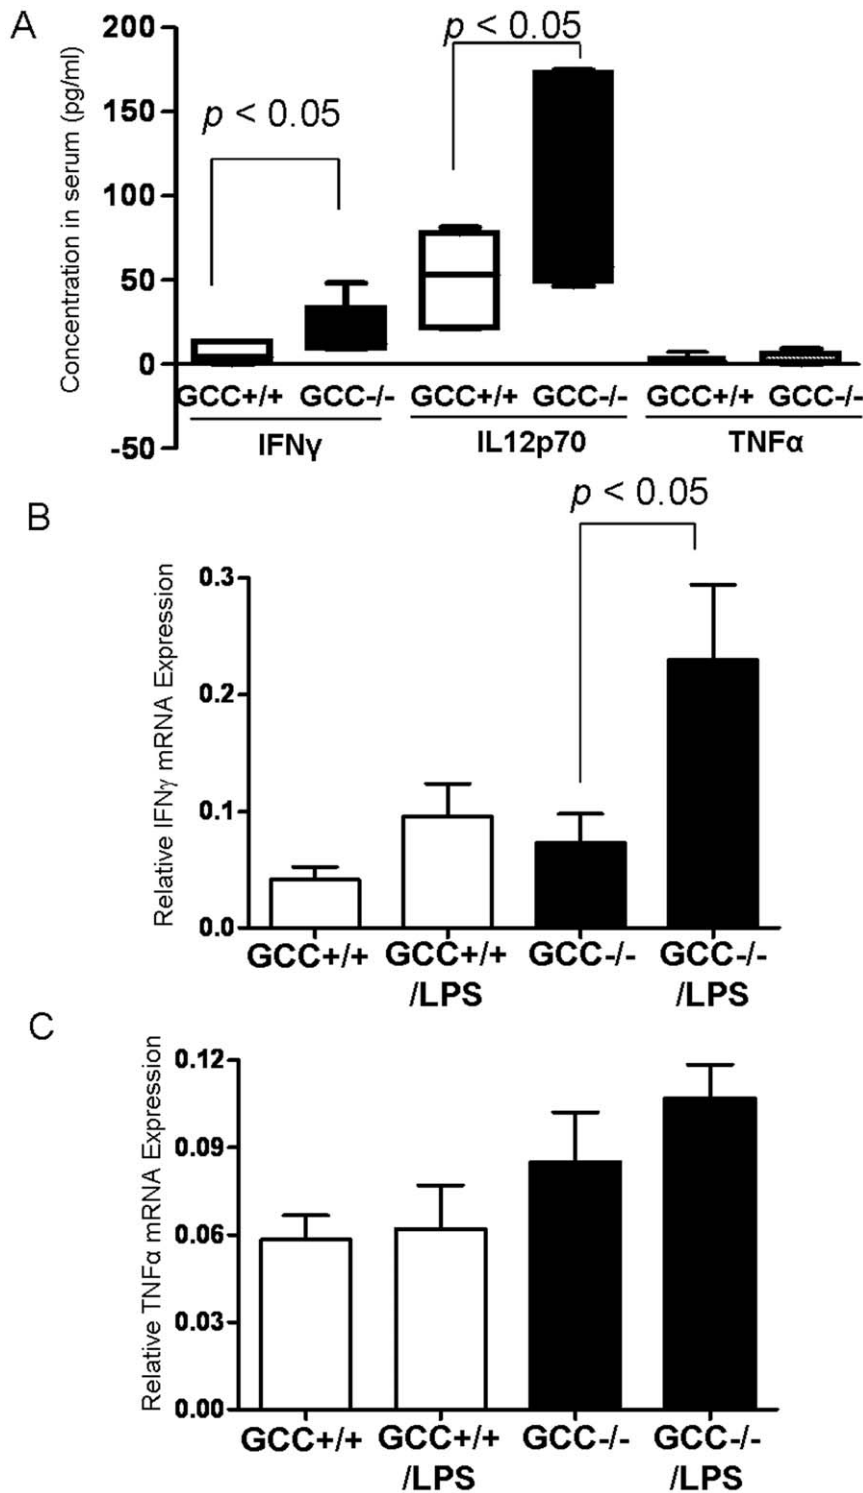 A
Concentration in serum (pg/ml)
200
150
100
50
0
-50
p < 0.05
p < 0.05
GCC+/+ GCC-/- GCC+/+ GCC-/- GCC+/+ GCC-/-
IFNγ IL12p70 TNFα
B
Relative IFNγ mRNA Expression
0.3
0.2
0.1
0.0
p < 0.05
GCC+/+ GCC+/+ GCC-/- GCC-/-
/LPS /LPS
C
Relative TNFα mRNA Expression
0.12
0.09
0.06
0.03
0.00
GCC+/+ GCC+/+ GCC-/- GCC-/-
/LPS /LPS